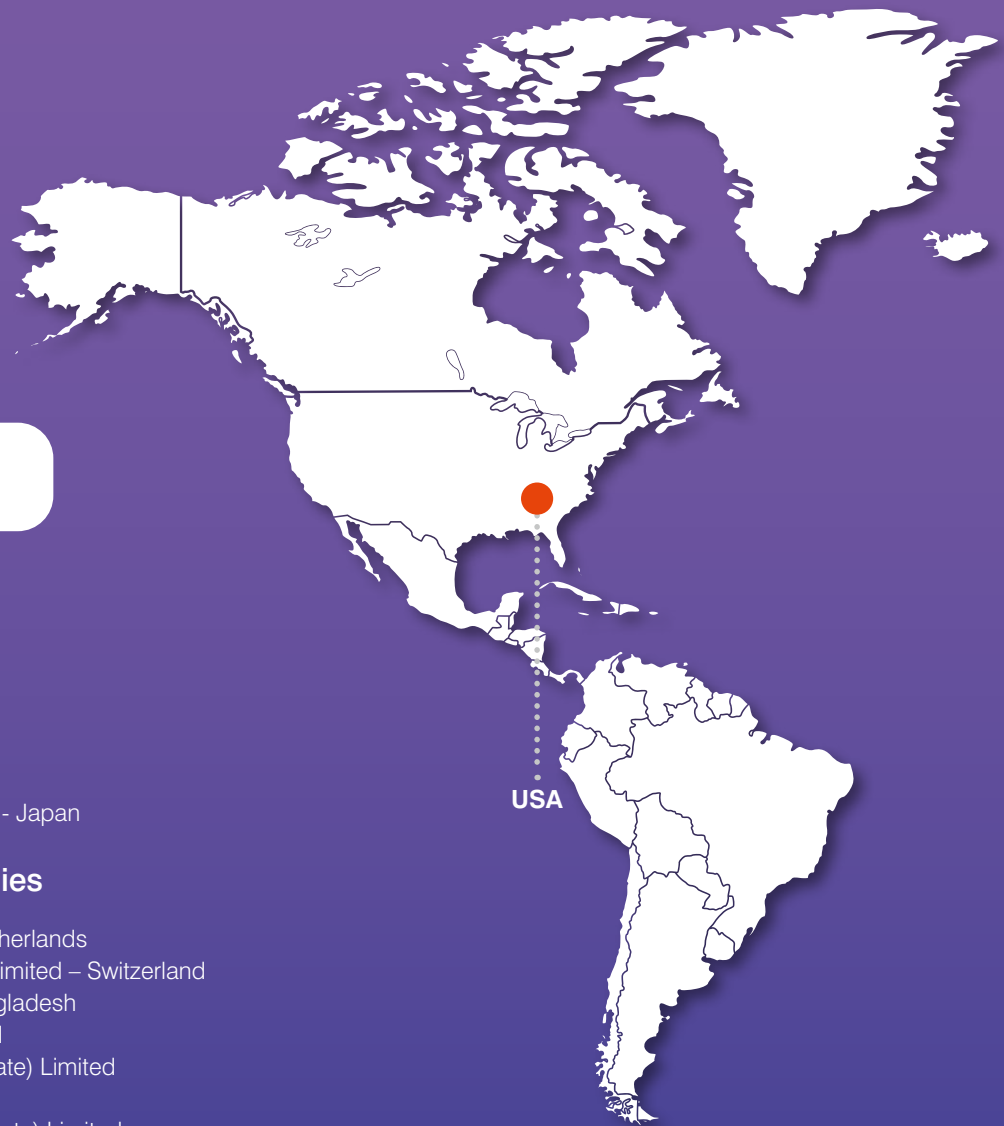 - Japan
ies
herlands
imited – Switzerland
gladesh
ate) Limited
USA